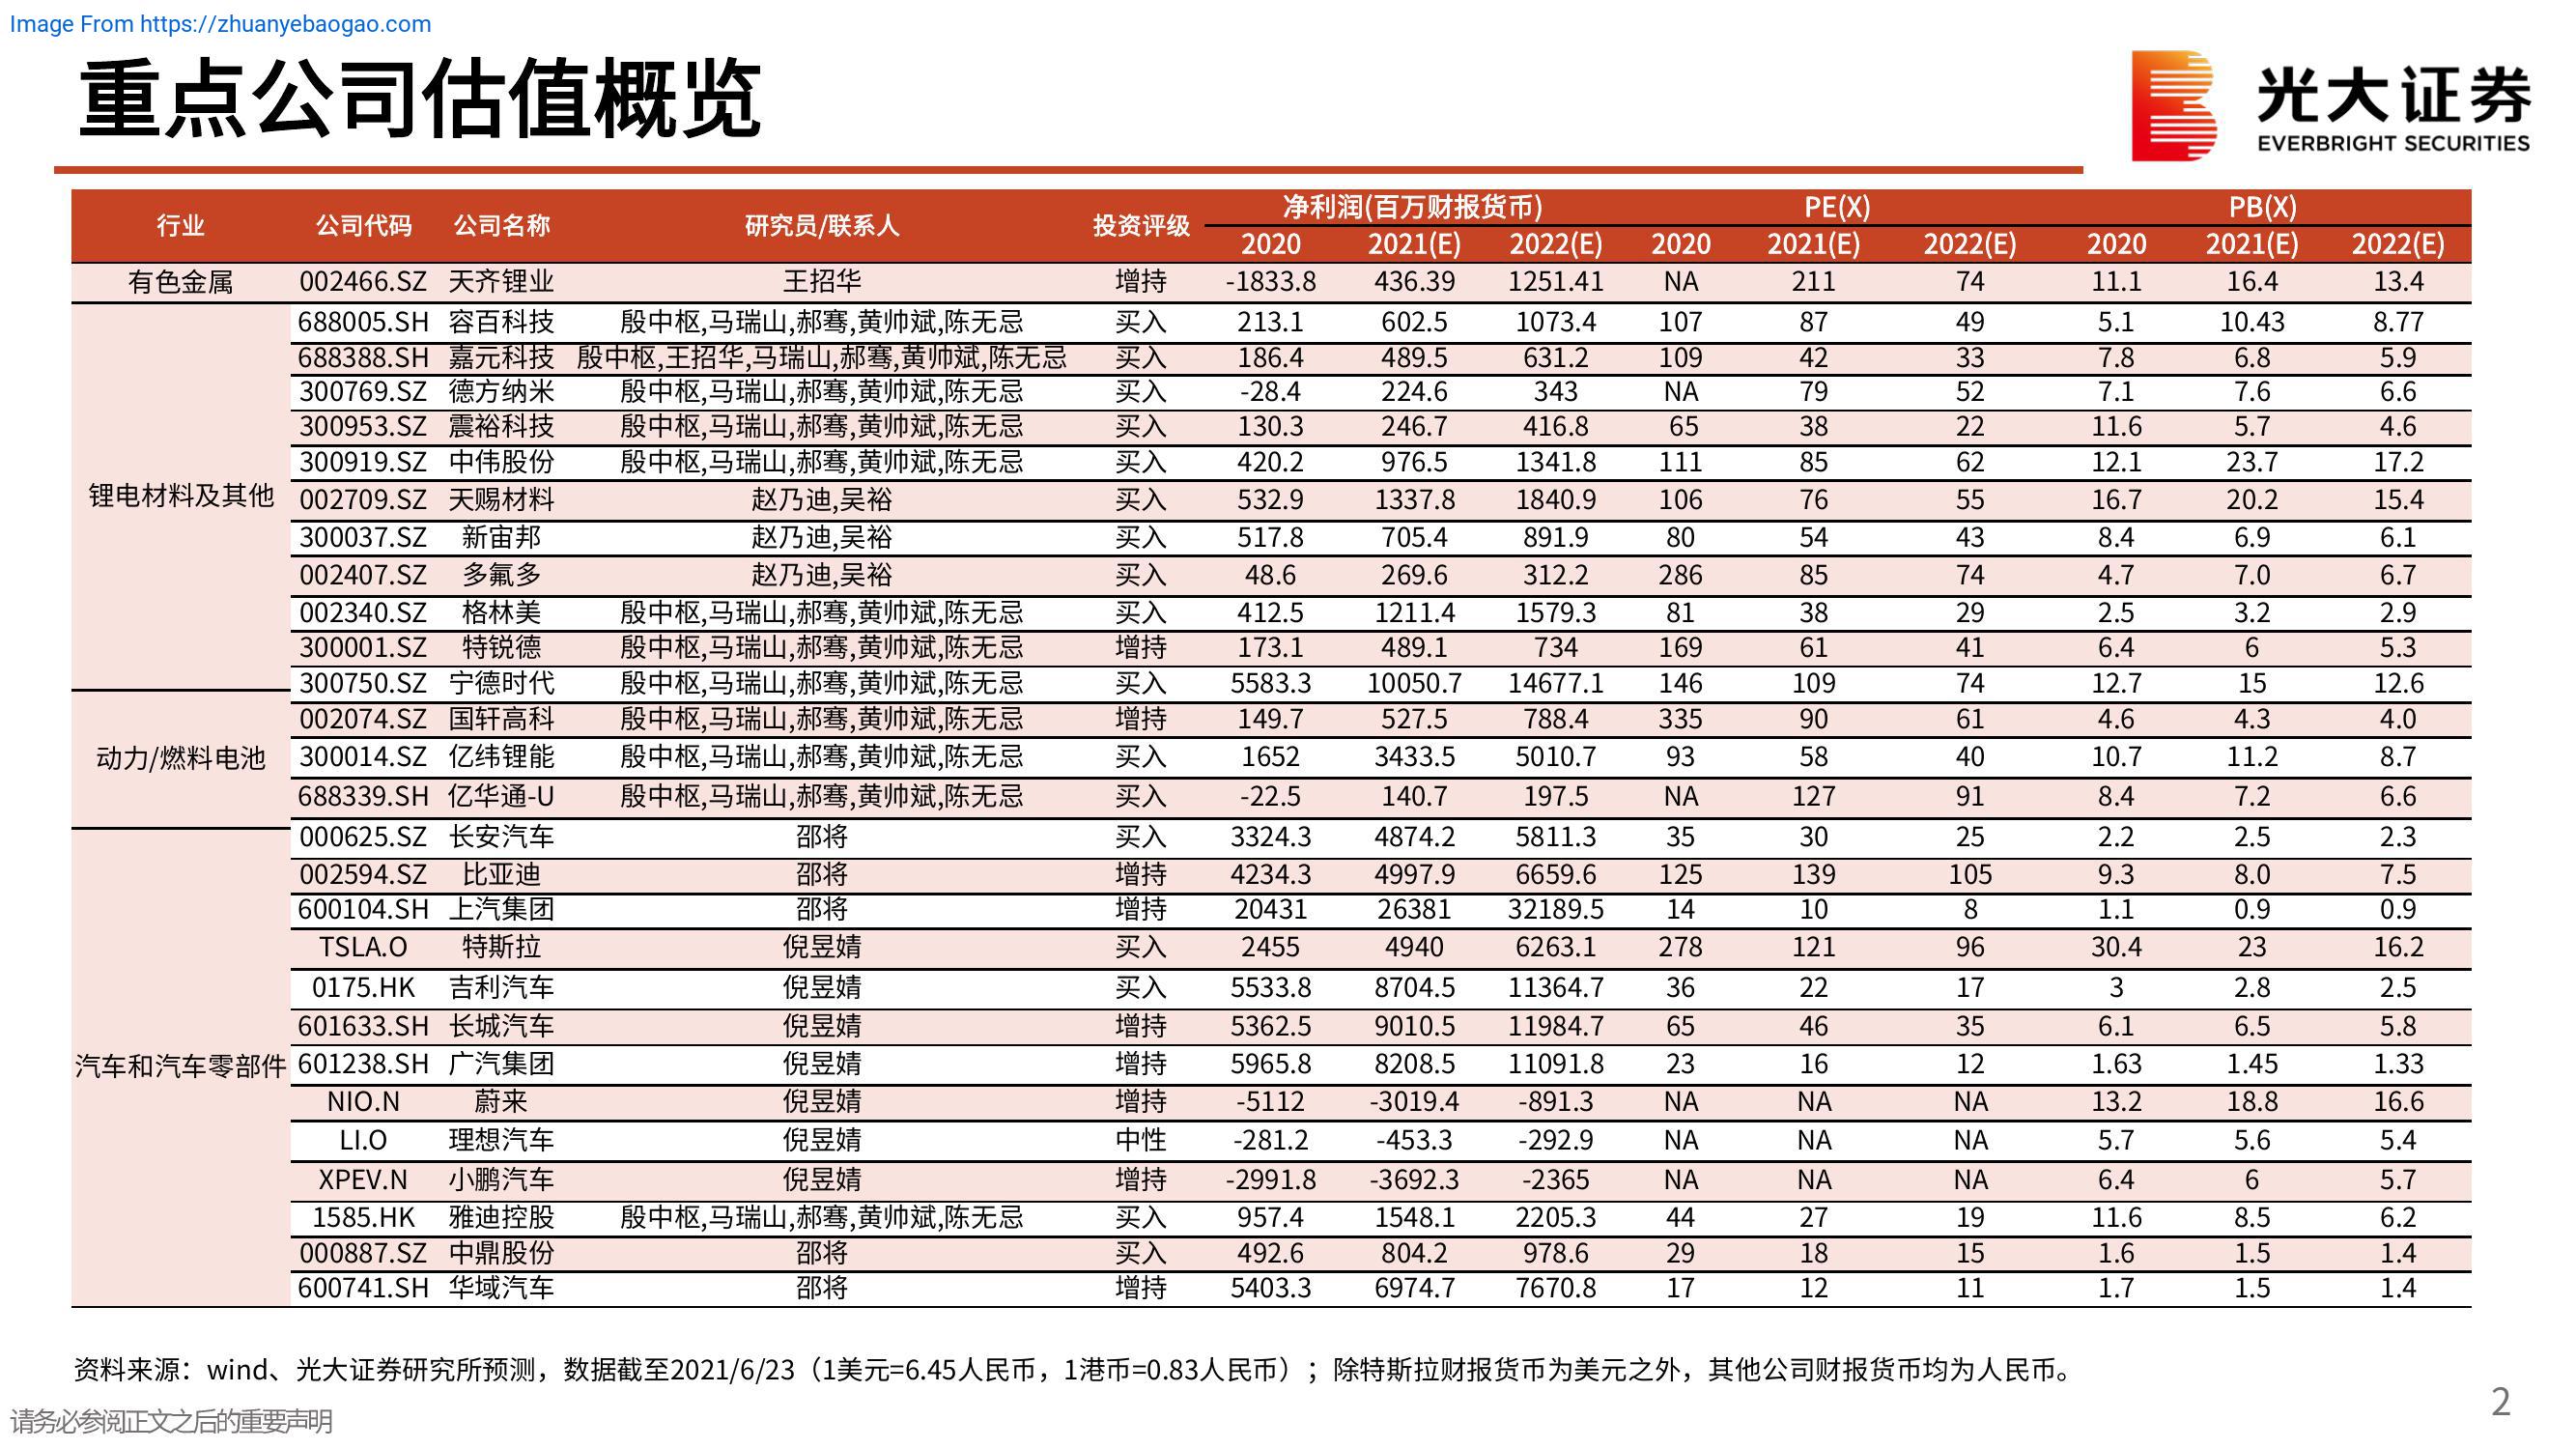 Image From https://zhuanyebaogao.com
重点公司估值概览
光大证券
EVERBRIGHT SECURITIES
行业 公司代码 公司名称 研究员/联系人 投资评级 净利润(百万财报货币) PE(X) PB(X)
2020 2021(E) 2022(E) 2020 2021(E) 2022(E) 2020 2021(E) 2022(E)
有色金属 002466.SZ 天齐锂业 王招华 增持 -1833.8 436.39 1251.41 NA 211 74 11.1 16.4 13.4
688005.SH 容百科技 殷中枢,马瑞山,郝骞,黄帅斌,陈无忌 买入 213.1 602.5 1073.4 107 87 49 5.1 10.43 8.77
688388.SH 嘉元科技 殷中枢,王招华,马瑞山,郝骞,黄帅斌,陈无忌 买入 186.4 489.5 631.2 109 42 33 7.8 6.8 5.9
300769.SZ 德方纳米 殷中枢,马瑞山,郝骞,黄帅斌,陈无忌 买入 -28.4 224.6 343 NA 79 52 7.1 7.6 6.6
300953.SZ 震裕科技 殷中枢,马瑞山,郝骞,黄帅斌,陈无忌 买入 130.3 246.7 416.8 65 38 22 11.6 5.7 4.6
300919.SZ 中伟股份 殷中枢,马瑞山,郝骞,黄帅斌,陈无忌 买入 420.2 976.5 1341.8 111 85 62 12.1 23.7 17.2
锂电材料及其他 002709.SZ 天赐材料 赵乃迪,吴裕 买入 532.9 1337.8 1840.9 106 76 55 16.7 20.2 15.4
300037.SZ 新宙邦 赵乃迪,吴裕 买入 517.8 705.4 891.9 80 54 43 8.4 6.9 6.1
002407.SZ 多氟多 赵乃迪,吴裕 买入 48.6 269.6 312.2 286 85 74 4.7 7.0 6.7
002340.SZ 格林美 殷中枢,马瑞山,郝骞,黄帅斌,陈无忌 买入 412.5 1211.4 1579.3 81 38 29 2.5 3.2 2.9
300001.SZ 特锐德 殷中枢,马瑞山,郝骞,黄帅斌,陈无忌 增持 173.1 489.1 734 169 61 41 6.4 6 5.3
300750.SZ 宁德时代 殷中枢,马瑞山,郝骞,黄帅斌,陈无忌 买入 5583.3 10050.7 14677.1 146 109 74 12.7 15 12.6
002074.SZ 国轩高科 殷中枢,马瑞山,郝骞,黄帅斌,陈无忌 增持 149.7 527.5 788.4 335 90 61 4.6 4.3 4.0
动力/燃料电池 300014.SZ 亿纬锂能 殷中枢,马瑞山,郝骞,黄帅斌,陈无忌 买入 1652 3433.5 5010.7 93 58 40 10.7 11.2 8.7
688339.SH 亿华通-U 殷中枢,马瑞山,郝骞,黄帅斌,陈无忌 买入 -22.5 140.7 197.5 NA 127 91 8.4 7.2 6.6
000625.SZ 长安汽车 邵将 买入 3324.3 4874.2 5811.3 35 30 25 2.2 2.5 2.3
002594.SZ 比亚迪 邵将 增持 4234.3 4997.9 6659.6 125 139 105 9.3 8.0 7.5
600104.SH 上汽集团 邵将 增持 20431 26381 32189.5 14 10 8 1.1 0.9 0.9
TSLA.O 特斯拉 倪昱婧 买入 2455 4940 6263.1 278 121 96 30.4 23 16.2
0175.HK 吉利汽车 倪昱婧 买入 5533.8 8704.5 11364.7 36 22 17 3 2.8 2.5
601633.SH 长城汽车 倪昱婧 增持 5362.5 9010.5 11984.7 65 46 35 6.1 6.5 5.8
汽车和汽车零部件 601238.SH 广汽集团 倪昱婧 增持 5965.8 8208.5 11091.8 23 16 12 1.63 1.45 1.33
NIO.N 蔚来 倪昱婧 增持 -5112 -3019.4 -891.3 NA NA NA 13.2 18.8 16.6
LI.O 理想汽车 倪昱婧 中性 -281.2 -453.3 -292.9 NA NA NA 5.7 5.6 5.4
XPEV.N 小鹏汽车 倪昱婧 增持 -2991.8 -3692.3 -2365 NA NA NA 6.4 6 5.7
1585.HK 雅迪控股 殷中枢,马瑞山,郝骞,黄帅斌,陈无忌 买入 957.4 1548.1 2205.3 44 27 19 11.6 8.5 6.2
000887.SZ 中鼎股份 邵将 买入 492.6 804.2 978.6 29 18 15 1.6 1.5 1.4
600741.SH 华域汽车 邵将 增持 5403.3 6974.7 7670.8 17 12 11 1.7 1.5 1.4
资料来源：wind、光大证券研究所预测，数据截至2021/6/23（1美元=6.45人民币，1港币=0.83人民币）；除特斯拉财报货币为美元之外，其他公司财报货币均为人民币。
请务必参阅正文之后的重要声明
2